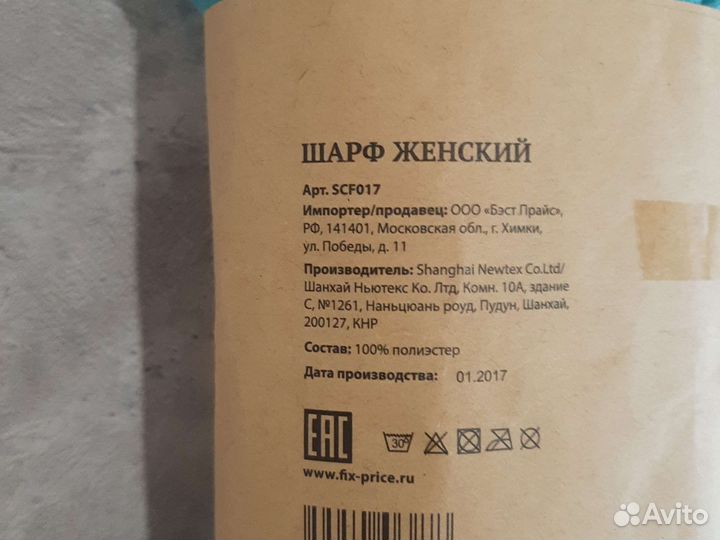 ШАРФ ЖЕНСКИЙ
Арт. SCF017
Импортер/продавец: ООО «Бэст Прайс»,
РФ, 141401, Московская обл., г. Химки,
ул. Победы, д. 11
Производитель: Shanghai Newtex Co.Ltd/
Шанхай Ньютекс Ко. Лтд, Комн. 10А, здание
С, №1261, Наньцюань роуд, Пудун, Шанхай,
200127, КНР
Состав: 100% полиэстер
Дата производства: 01.2017
EAC 30°
www.fix-price.ru
Avito